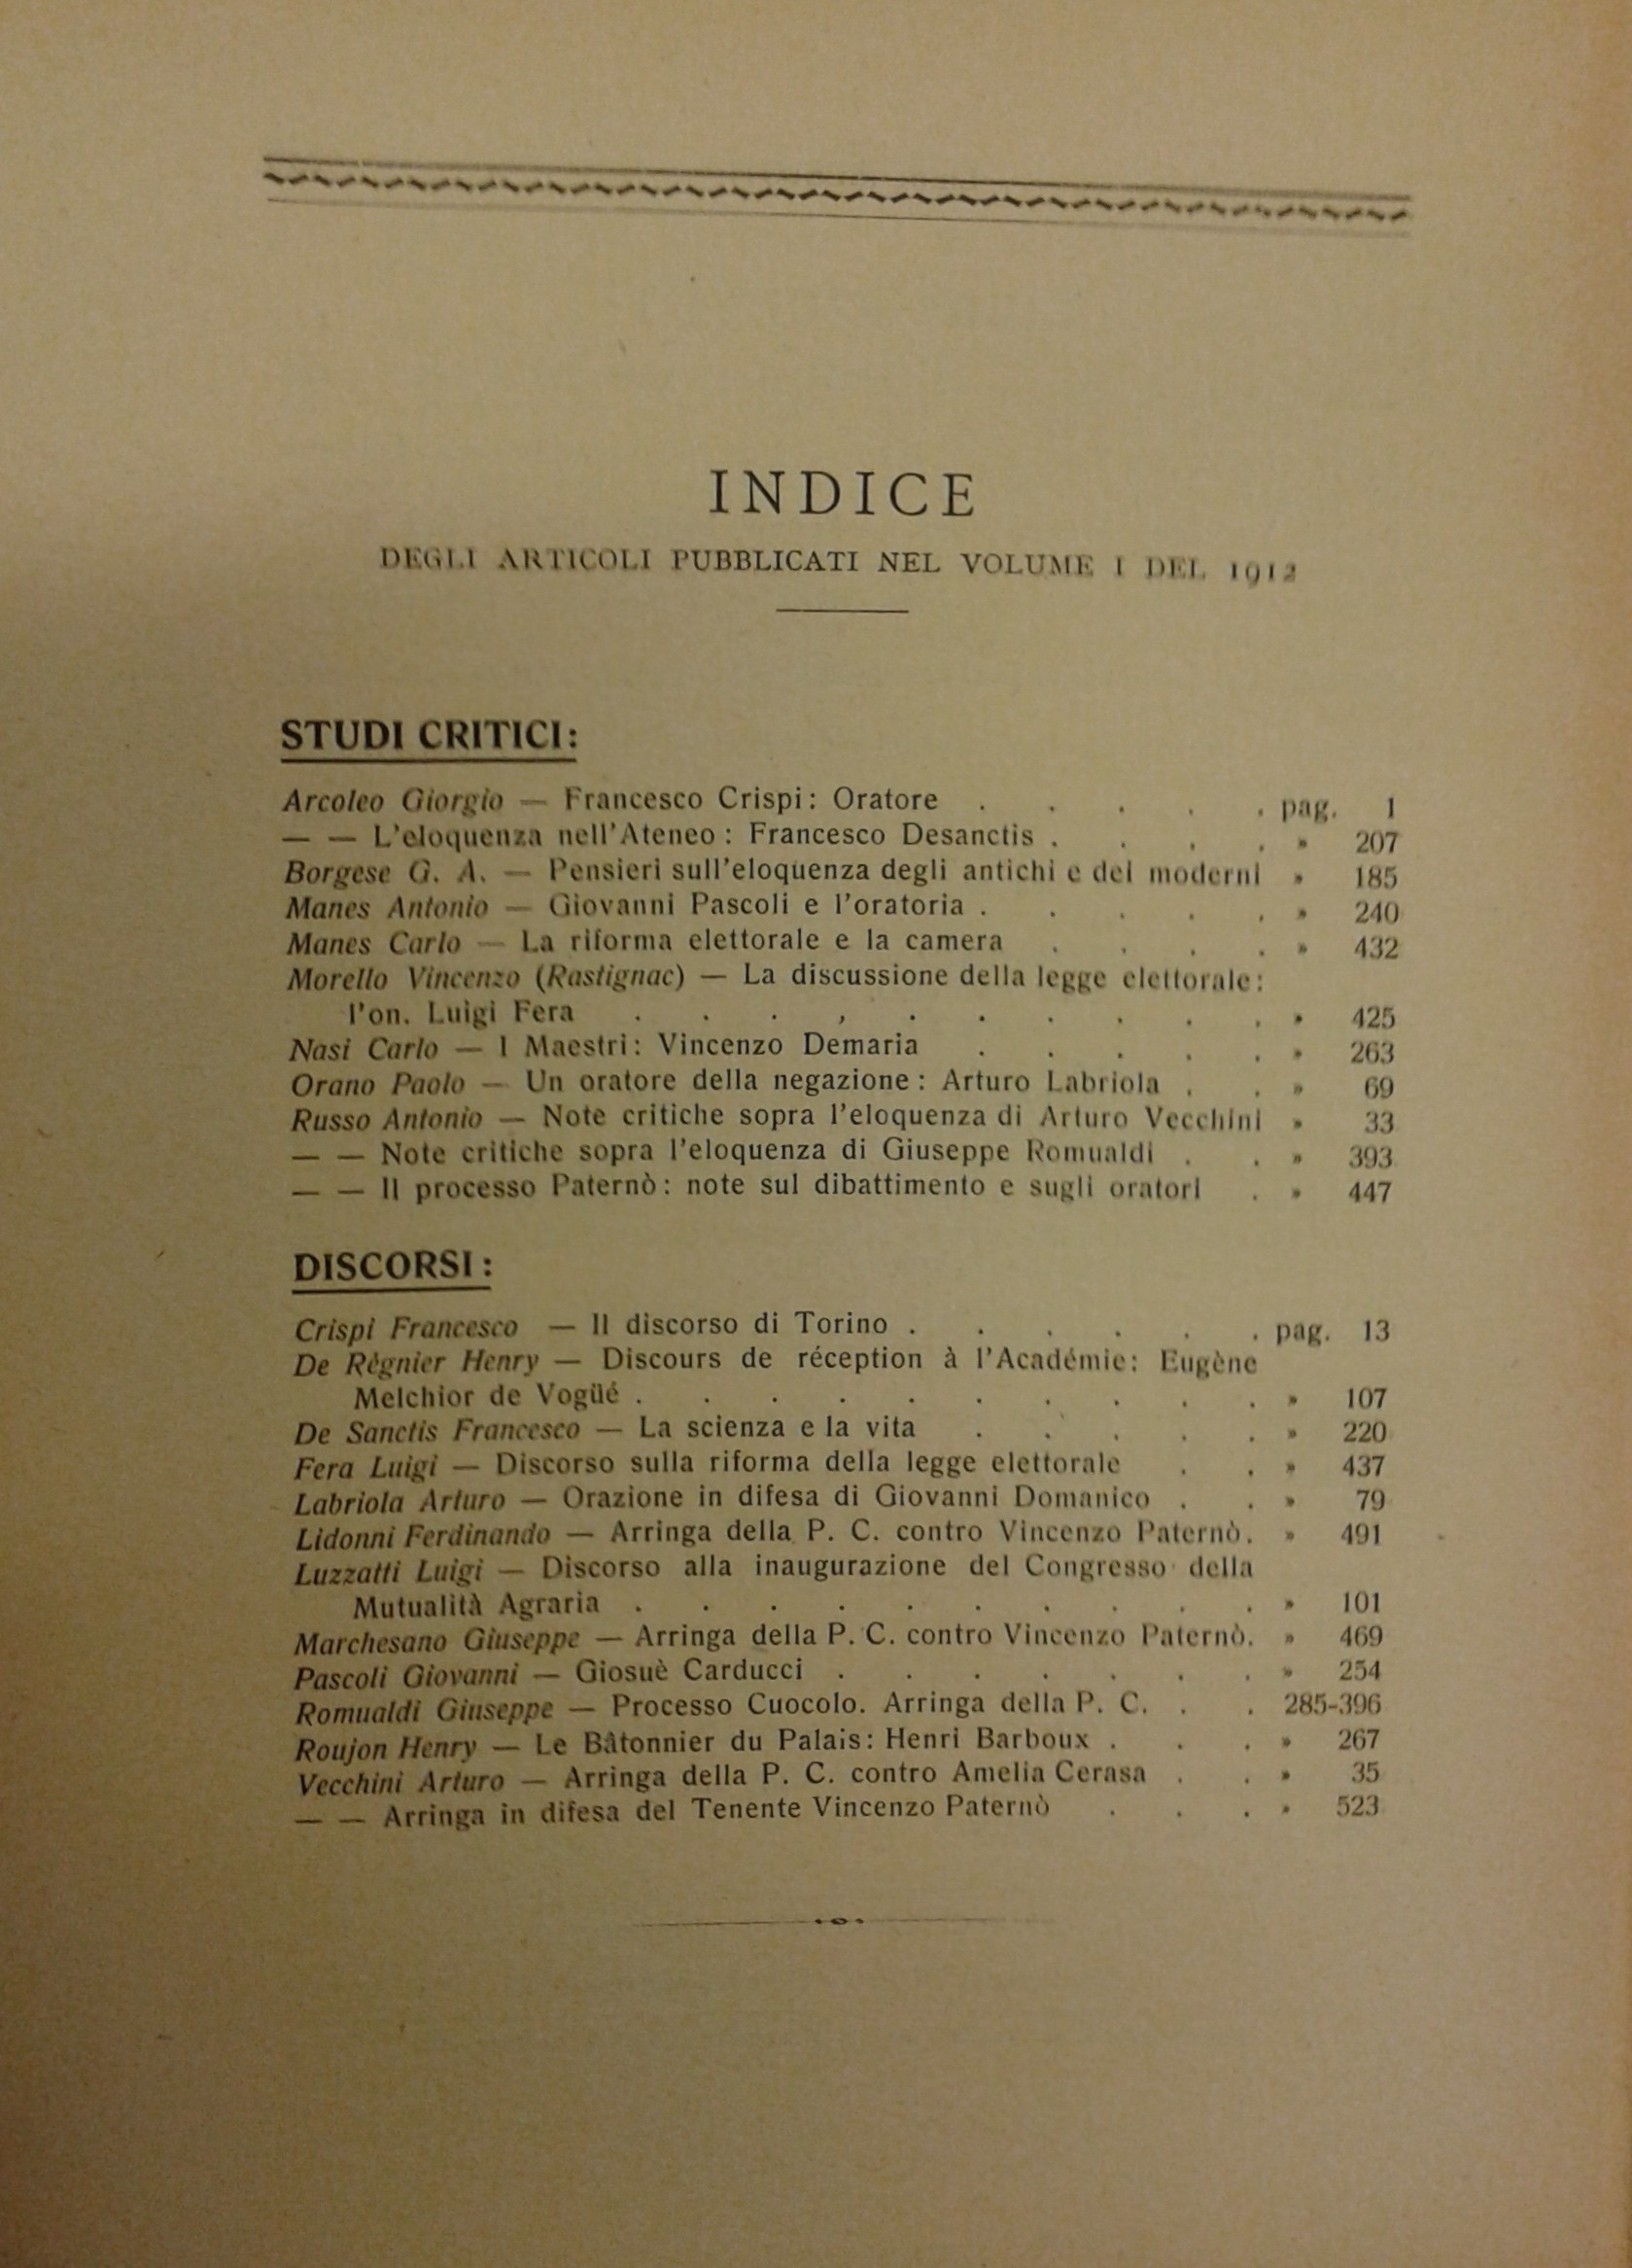 INDICE
DEGLI ARTICOLI PUBBLICATI NEL VOLUME I DEL 1912
STUDI CRITICI:
Arcoleo Giorgio — Francesco Crispi: Oratore . . . . . pag. 1
— — L'eloquenza nell'Ateneo: Francesco Desanctis . . . . » 207
Borgese G. A. — Pensieri sull'eloquenza degli antichi e dei moderni » 185
Manes Antonio — Giovanni Pascoli e l'oratoria . . . . . » 240
Manes Carlo — La riforma elettorale e la camera . . . . » 432
Morello Vincenzo (Rastignac) — La discussione della legge elettorale:
l'on. Luigi Fera . . . , . . . . . . » 425
Nasi Carlo — I Maestri: Vincenzo Demaria . . . . . » 263
Orano Paolo — Un oratore della negazione: Arturo Labriola . . » 69
Russo Antonio — Note critiche sopra l'eloquenza di Arturo Vecchini » 33
— — Note critiche sopra l'eloquenza di Giuseppe Romualdi . . » 393
— — Il processo Paternò: note sul dibattimento e sugli oratori . » 447
DISCORSI:
Crispi Francesco — Il discorso di Torino . . . . . . pag. 13
De Règnier Henry — Discours de réception à l'Académie: Eugène
Melchior de Vogüé . . . . . . . . . . » 107
De Sanctis Francesco — La scienza e la vita . . . . . » 220
Fera Luigi — Discorso sulla riforma della legge elettorale . . » 437
Labriola Arturo — Orazione in difesa di Giovanni Domanico . . » 79
Lidonni Ferdinando — Arringa della P. C. contro Vincenzo Paternò. » 491
Luzzatti Luigi — Discorso alla inaugurazione del Congresso della
Mutualità Agraria . . . . . . . . . . » 101
Marchesano Giuseppe — Arringa della P. C. contro Vincenzo Paternò. » 469
Pascoli Giovanni — Giosuè Carducci . . . . . . . » 254
Romualdi Giuseppe — Processo Cuocolo. Arringa della P. C. . . 285-396
Roujon Henry — Le Bâtonnier du Palais: Henri Barboux . . . » 267
Vecchini Arturo — Arringa della P. C. contro Amelia Cerasa . . » 35
— — Arringa in difesa del Tenente Vincenzo Paternò . . . » 523